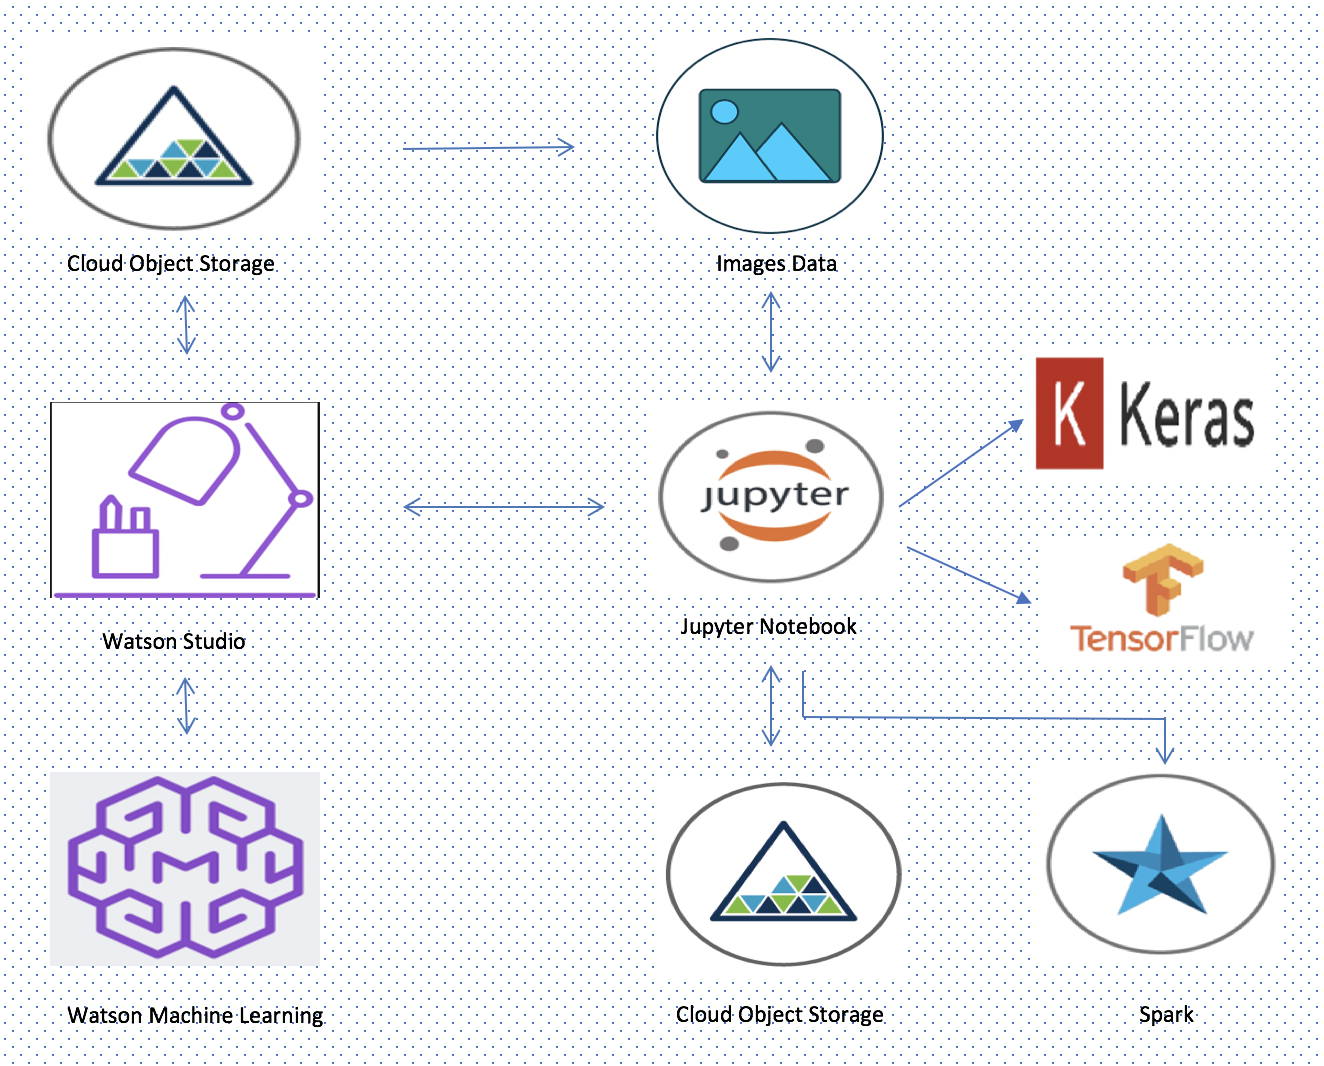 Cloud Object Storage
Images Data
K Keras
jupyter
TensorFlow
Watson Studio
Jupyter Notebook
Watson Machine Learning
Cloud Object Storage
Spark